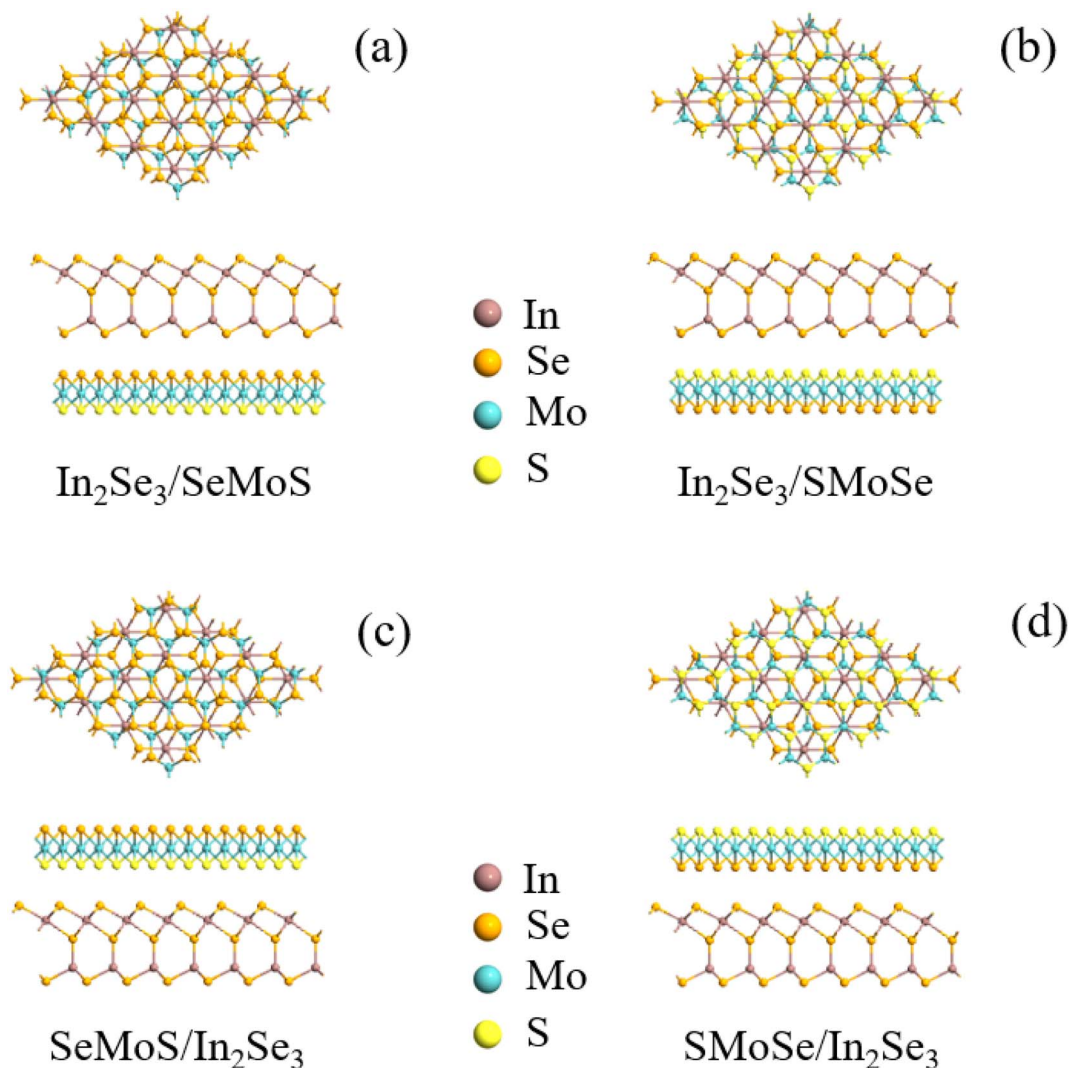 (a)
(b)
In
Se
Mo
S
In₂Se₃/SeMoS
In₂Se₃/SMoSe
(c)
(d)
In
Se
Mo
S
SeMoS/In₂Se₃
SMoSe/In₂Se₃